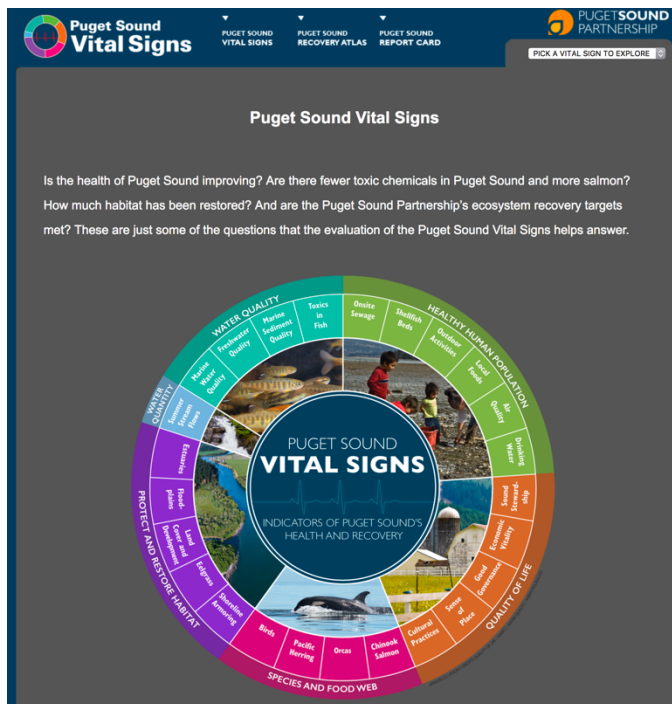 Puget Sound
Vital Signs
PUGET SOUND
VITAL SIGNS
PUGET SOUND
RECOVERY ATLAS
PUGET SOUND
REPORT CARD
PUGETSOUND
PARTNERSHIP
PICK A VITAL SIGN TO EXPLORE
Puget Sound Vital Signs
Is the health of Puget Sound improving? Are there fewer toxic chemicals in Puget Sound and more salmon?
How much habitat has been restored? And are the Puget Sound Partnership's ecosystem recovery targets
met? These are just some of the questions that the evaluation of the Puget Sound Vital Signs helps answer.
WATER QUALITY
Marine
Water
Quality
Freshwater
Quality
Marine
Sediment
Quality
Toxics
in
Fish
HEALTHY HUMAN POPULATION
Onsite
Sewage
Shellfish
Beds
Outdoor
Activities
Local
Foods
Air
Quality
Drinking
Water
QUALITY OF LIFE
Sound
Steward-
ship
Economic
Vitality
Good
Governance
Sense
of
Place
Cultural
Practices
SPECIES AND FOOD WEB
Chinook
Salmon
Orcas
Pacific
Herring
Birds
PROTECT AND RESTORE HABITAT
Shoreline
Armoring
Eelgrass
Land
Cover and
Development
Flood-
plains
Estuaries
WATER
QUANTITY
Summer
Stream
Flows
PUGET SOUND
VITAL SIGNS
INDICATORS OF PUGET SOUND'S
HEALTH AND RECOVERY